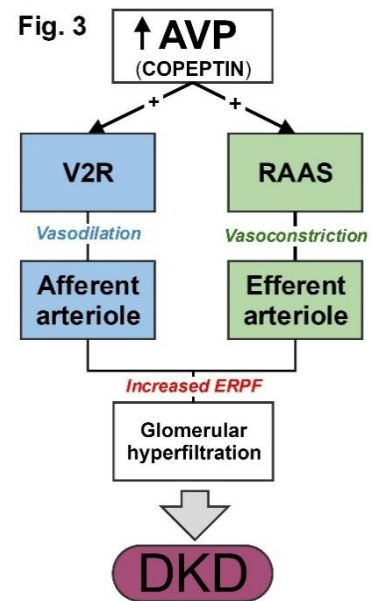 Fig. 3
↑ AVP
(COPEPTIN)
+ +
V2R
RAAS
Vasodilation
Vasoconstriction
Afferent
arteriole
Efferent
arteriole
Increased ERPF
Glomerular
hyperfiltration
DKD